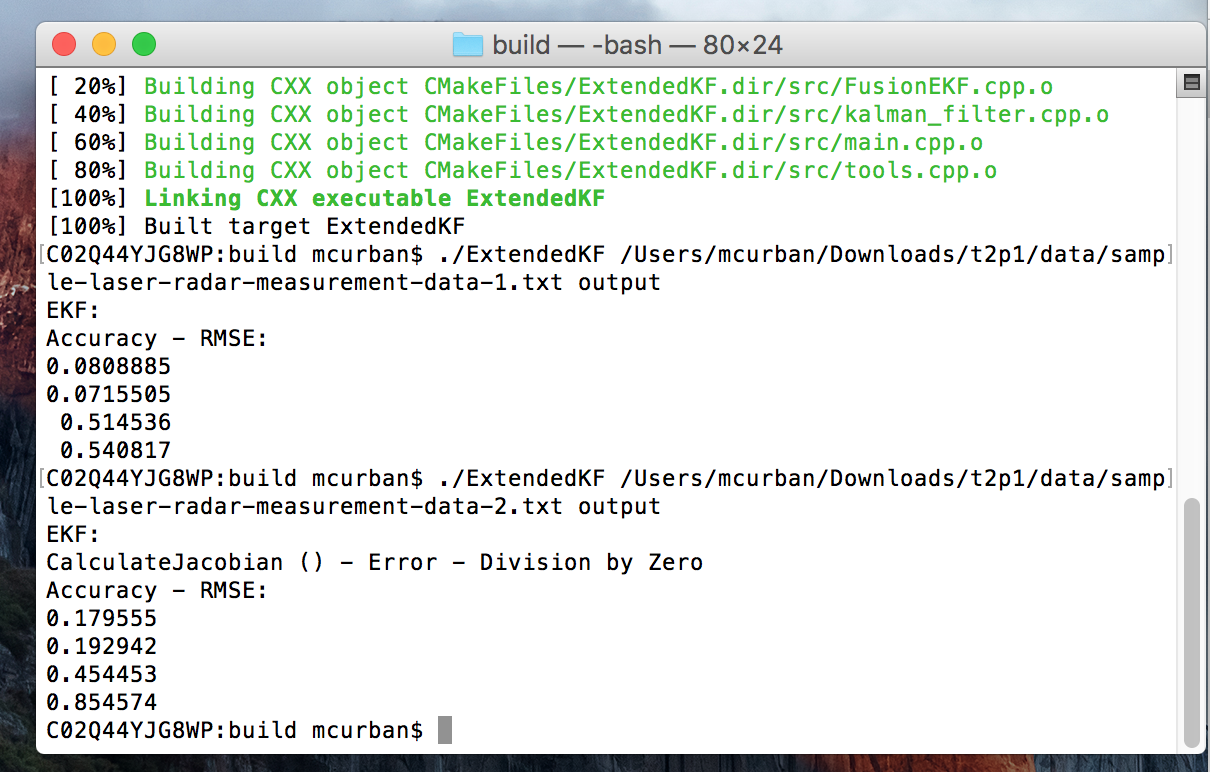 build — -bash — 80×24
[ 20%] Building CXX object CMakeFiles/ExtendedKF.dir/src/FusionEKF.cpp.o
[ 40%] Building CXX object CMakeFiles/ExtendedKF.dir/src/kalman_filter.cpp.o
[ 60%] Building CXX object CMakeFiles/ExtendedKF.dir/src/main.cpp.o
[ 80%] Building CXX object CMakeFiles/ExtendedKF.dir/src/tools.cpp.o
[100%] Linking CXX executable ExtendedKF
[100%] Built target ExtendedKF
[C02Q44YJG8WP:build mcurban$ ./ExtendedKF /Users/mcurban/Downloads/t2p1/data/samp]
le-laser-radar-measurement-data-1.txt output
EKF:
Accuracy - RMSE:
0.0808885
0.0715505
 0.514536
 0.540817
[C02Q44YJG8WP:build mcurban$ ./ExtendedKF /Users/mcurban/Downloads/t2p1/data/samp]
le-laser-radar-measurement-data-2.txt output
EKF:
CalculateJacobian () - Error - Division by Zero
Accuracy - RMSE:
0.179555
0.192942
0.454453
0.854574
C02Q44YJG8WP:build mcurban$